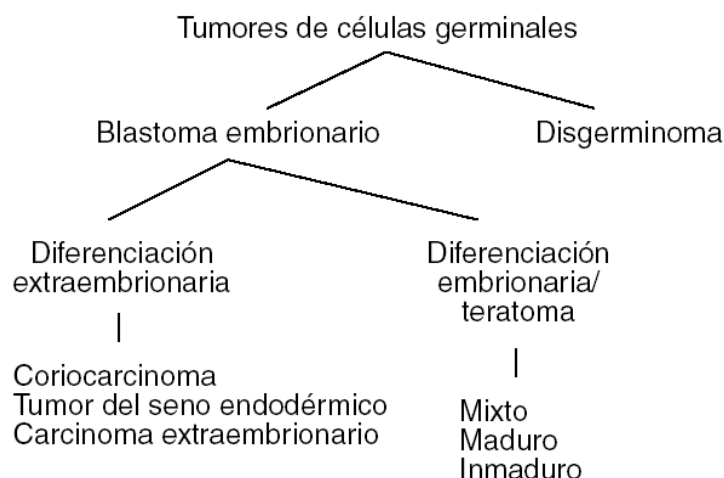 Tumores de células germinales
Blastoma embrionario
Disgerminoma
Diferenciación
extraembrionaria
Diferenciación
embrionaria/
teratoma
Coriocarcinoma
Tumor del seno endodérmico
Carcinoma extraembrionario
Mixto
Maduro
Inmaduro